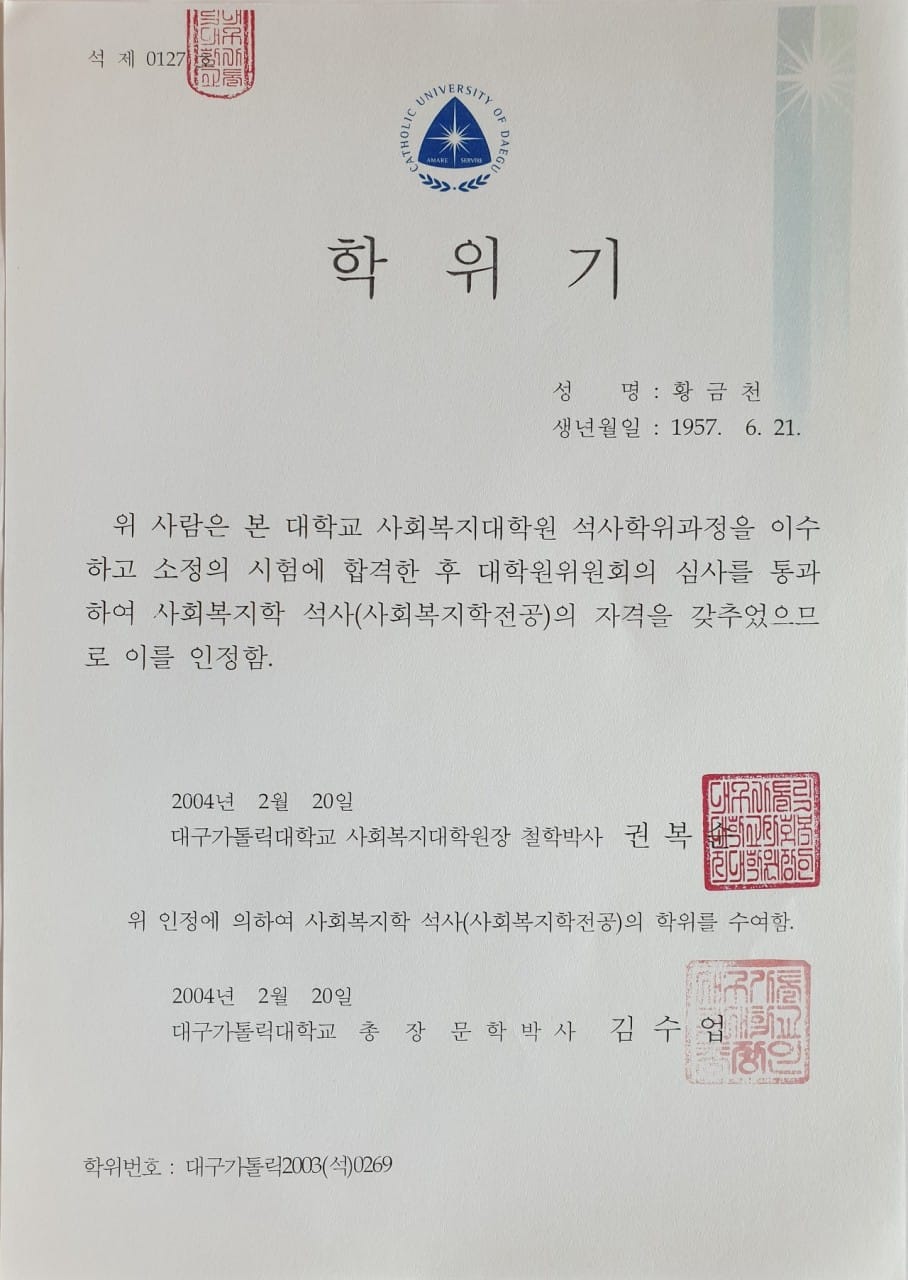 석 제 0127 호
CATHOLIC UNIVERSITY OF DAEGU
AMARE SERVIRE
학 위 기
성 명 : 황 금 천
생년월일 : 1957. 6. 21.
위 사람은 본 대학교 사회복지대학원 석사학위과정을 이수
하고 소정의 시험에 합격한 후 대학원위원회의 심사를 통과
하여 사회복지학 석사(사회복지학전공)의 자격을 갖추었으므
로 이를 인정함.
2004년 2월 20일
대구가톨릭대학교 사회복지대학원장 철학박사 권 복 순
위 인정에 의하여 사회복지학 석사(사회복지학전공)의 학위를 수여함.
2004년 2월 20일
대구가톨릭대학교 총 장 문 학 박 사 김 수 업
학위번호 : 대구가톨릭2003(석)0269